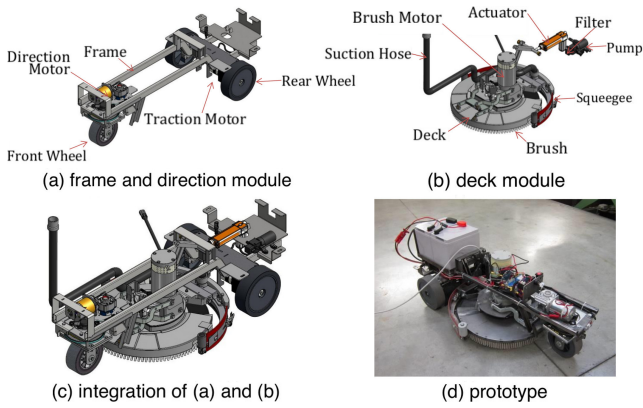 Frame
Direction
Motor
Rear Wheel
Traction Motor
Front Wheel
(a) frame and direction module
Actuator
Brush Motor
Filter
Suction Hose
Pump
Squeegee
Deck
Brush
(b) deck module
(c) integration of (a) and (b)
(d) prototype